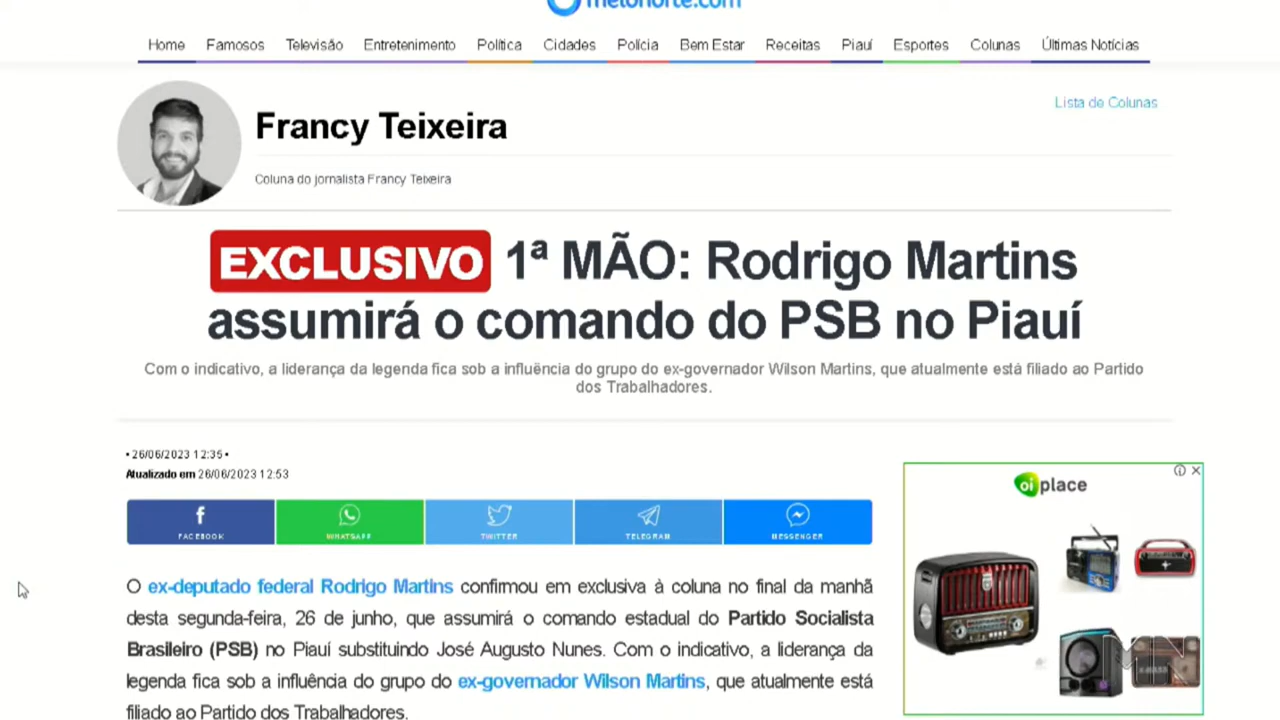 meionorte.com
Home Famosos Televisão Entretenimento Política Cidades Polícia Bem Estar Receitas Piauí Esportes Colunas Últimas Notícias
Lista de Colunas
Francy Teixeira
Coluna do jornalista Francy Teixeira
EXCLUSIVO 1ª MÃO: Rodrigo Martins
assumirá o comando do PSB no Piauí
Com o indicativo, a liderança da legenda fica sob a influência do grupo do ex-governador Wilson Martins, que atualmente está filiado ao Partido
dos Trabalhadores.
• 26/06/2023 12:35 •
Atualizado em 26/06/2023 12:53
FACEBOOK WHATSAPP TWITTER TELEGRAM MESSENGER
oi place
O ex-deputado federal Rodrigo Martins confirmou em exclusiva à coluna no final da manhã
desta segunda-feira, 26 de junho, que assumirá o comando estadual do Partido Socialista
Brasileiro (PSB) no Piauí substituindo José Augusto Nunes. Com o indicativo, a liderança da
legenda fica sob a influência do grupo do ex-governador Wilson Martins, que atualmente está
filiado ao Partido dos Trabalhadores.
MN